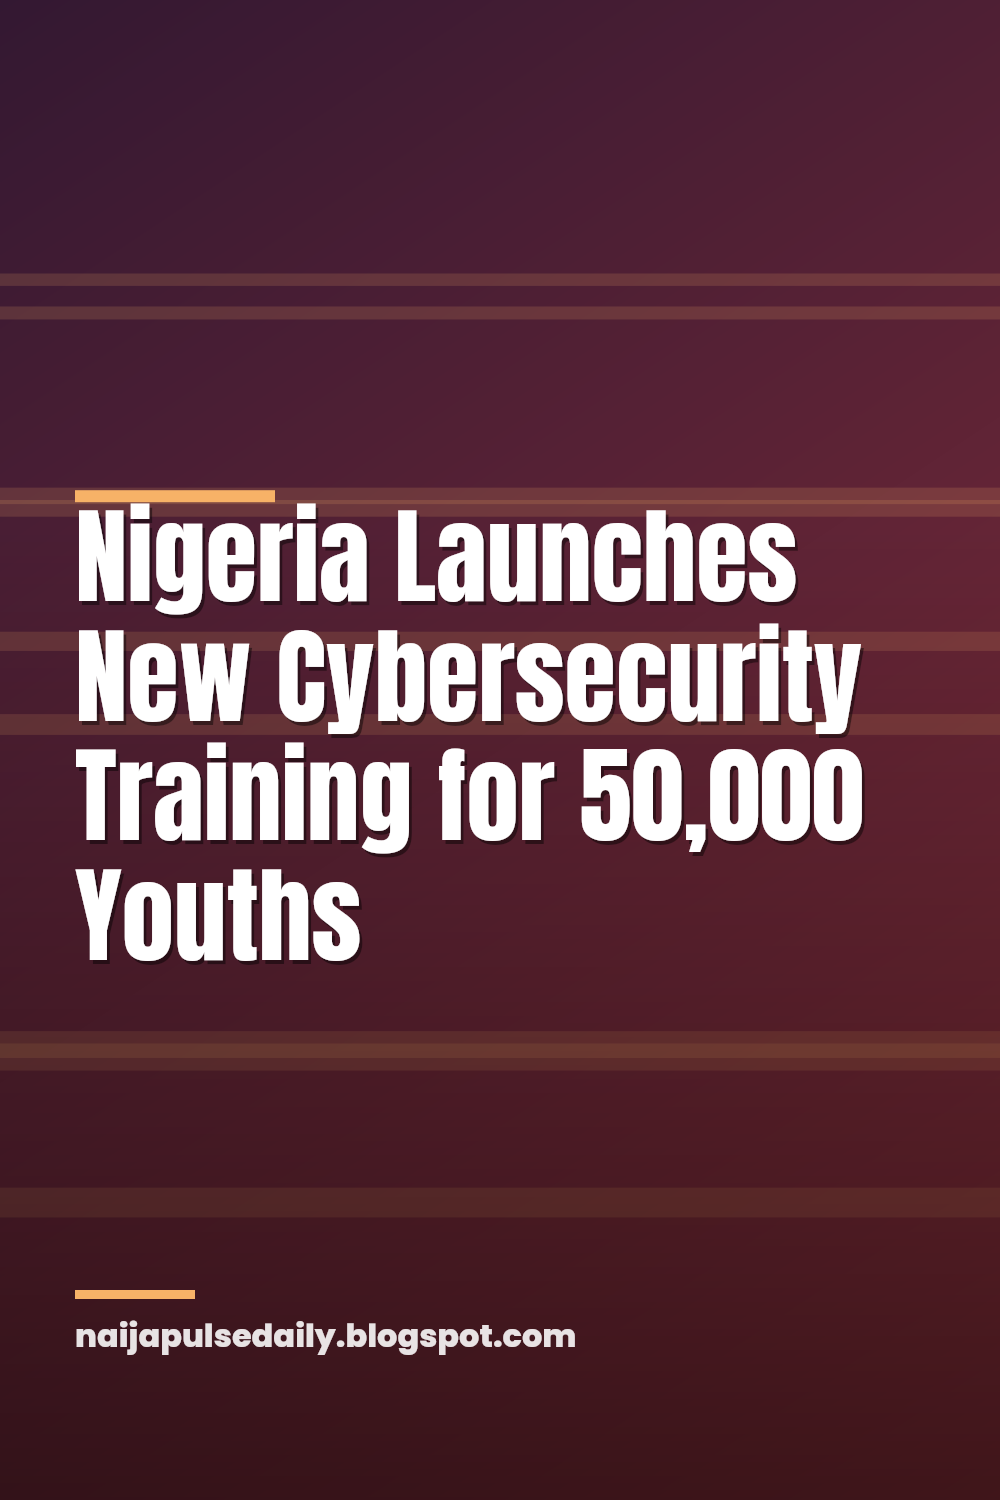 Nigeria Launches
New Cybersecurity
Training for 50,000
Youths
naijapulsedaily.blogspot.com